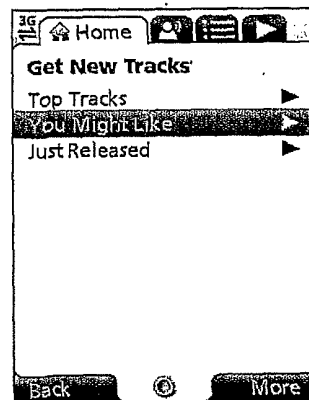 3G
Home
Get New Tracks
Top Tracks
You Might Like
Just Released
Back More